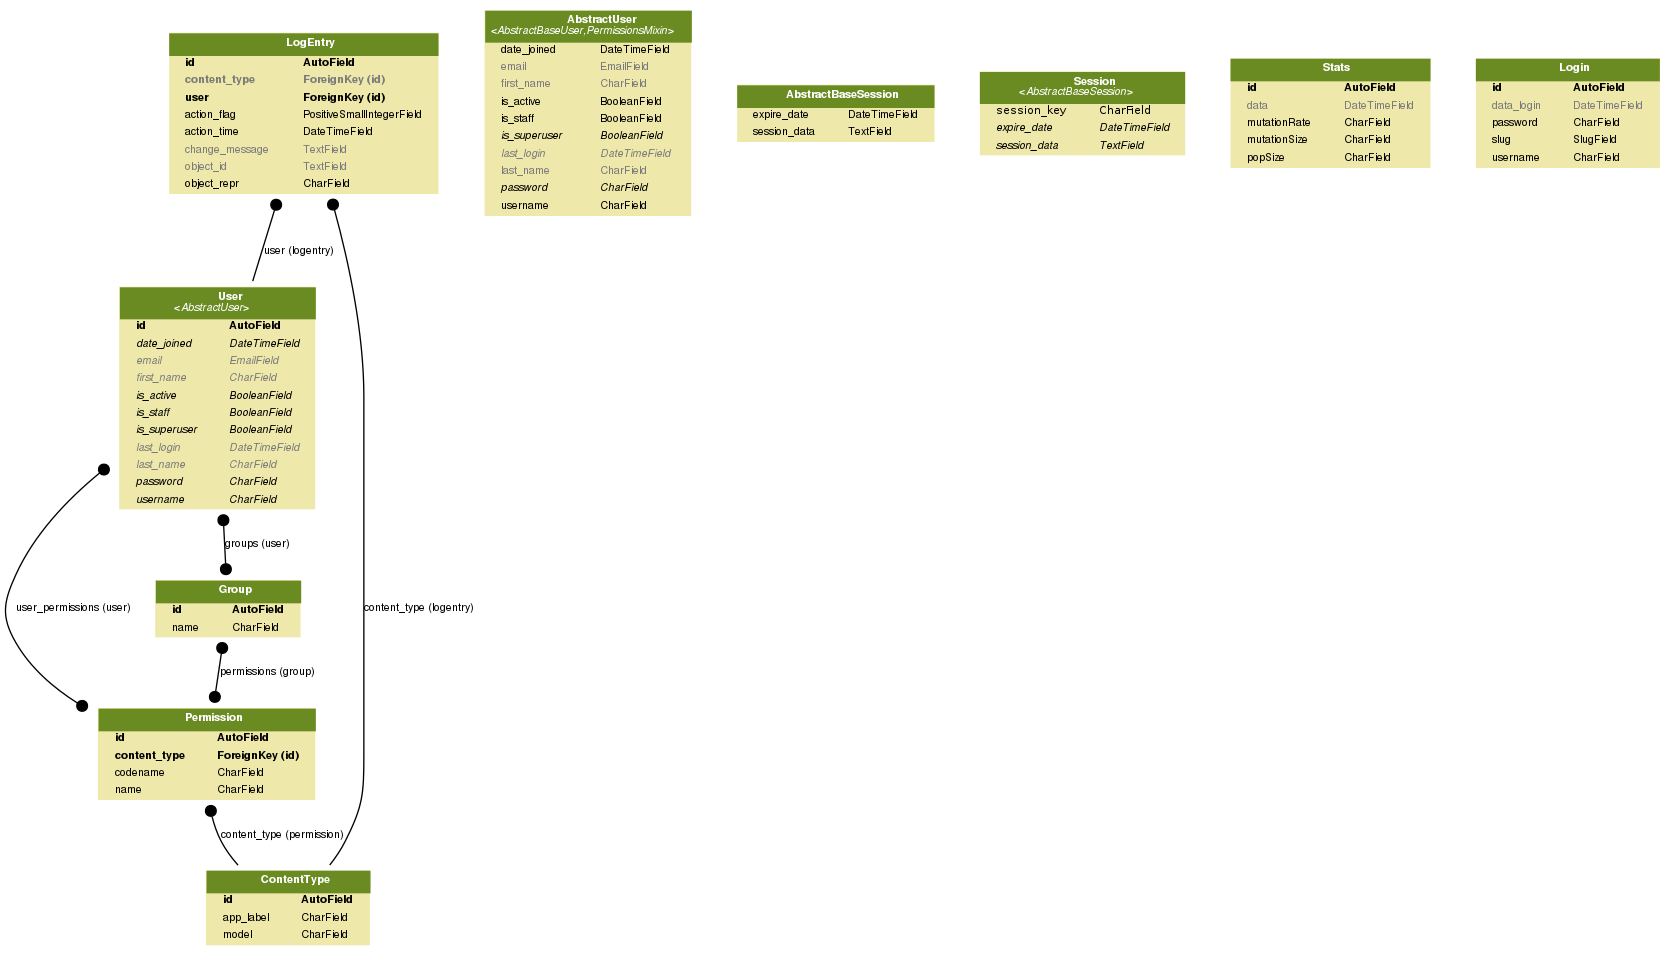 LogEntry
id AutoField
content_type ForeignKey (id)
user ForeignKey (id)
action_flag PositiveSmallIntegerField
action_time DateTimeField
change_message TextField
object_id TextField
object_repr CharField
AbstractUser
<AbstractBaseUser,PermissionsMixin>
date_joined DateTimeField
email EmailField
first_name CharField
is_active BooleanField
is_staff BooleanField
is_superuser BooleanField
last_login DateTimeField
last_name CharField
password CharField
username CharField
AbstractBaseSession
expire_date DateTimeField
session_data TextField
Session
<AbstractBaseSession>
session_key CharField
expire_date DateTimeField
session_data TextField
Stats
id AutoField
data DateTimeField
mutationRate CharField
mutationSize CharField
popSize CharField
Login
id AutoField
data_login DateTimeField
password CharField
slug SlugField
username CharField
user (logentry)
User
<AbstractUser>
id AutoField
date_joined DateTimeField
email EmailField
first_name CharField
is_active BooleanField
is_staff BooleanField
is_superuser BooleanField
last_login DateTimeField
last_name CharField
password CharField
username CharField
groups (user)
Group
id AutoField
name CharField
user_permissions (user)
content_type (logentry)
permissions (group)
Permission
id AutoField
content_type ForeignKey (id)
codename CharField
name CharField
content_type (permission)
ContentType
id AutoField
app_label CharField
model CharField